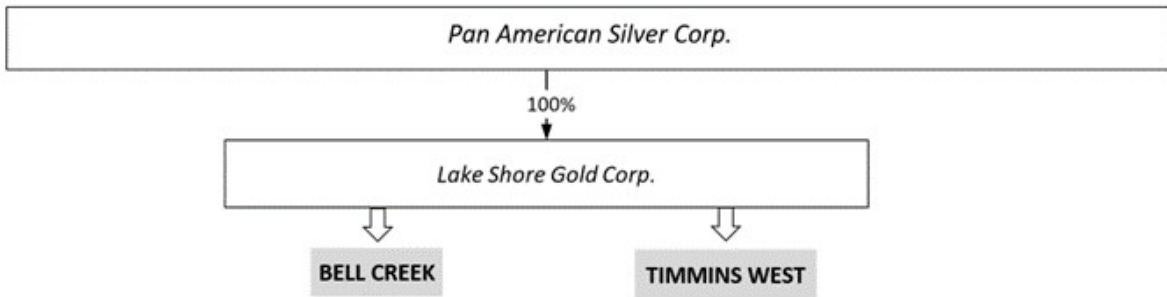 Pan American Silver Corp.
100%
Lake Shore Gold Corp.
BELL CREEK
TIMMINS WEST